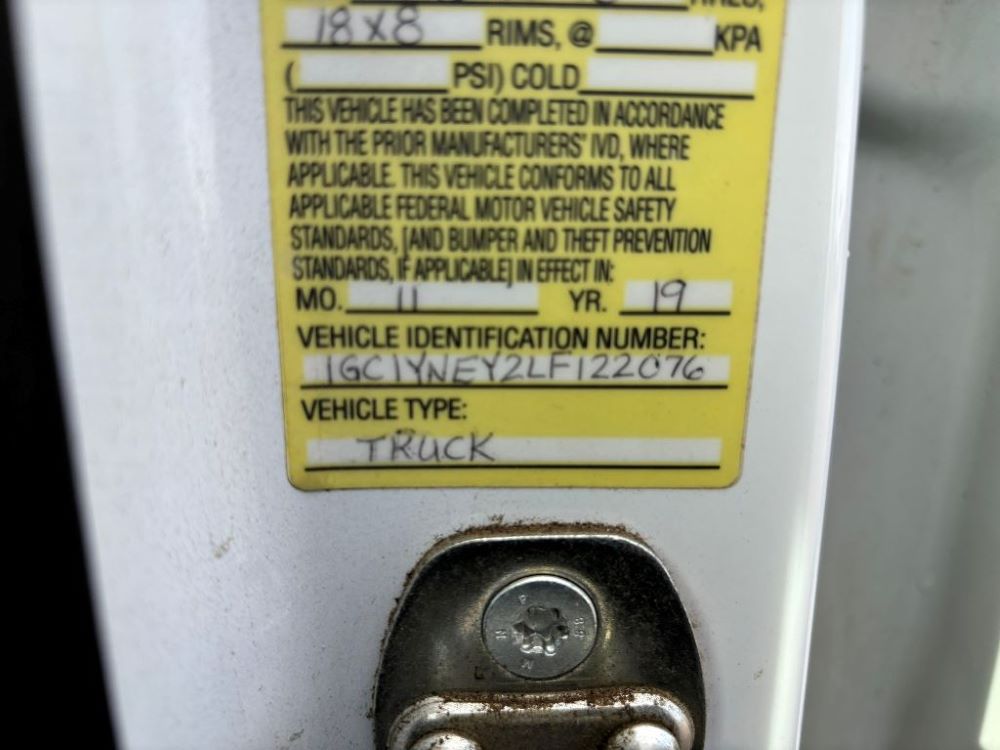 18X8 RIMS, @ KPA
( PSI) COLD
THIS VEHICLE HAS BEEN COMPLETED IN ACCORDANCE
WITH THE PRIOR MANUFACTURERS' IVD, WHERE
APPLICABLE. THIS VEHICLE CONFORMS TO ALL
APPLICABLE FEDERAL MOTOR VEHICLE SAFETY
STANDARDS, [AND BUMPER AND THEFT PREVENTION
STANDARDS, IF APPLICABLE] IN EFFECT IN:
MO. 11 YR. 19
VEHICLE IDENTIFICATION NUMBER:
1GC1YNEY2LF122076
VEHICLE TYPE:
TRUCK